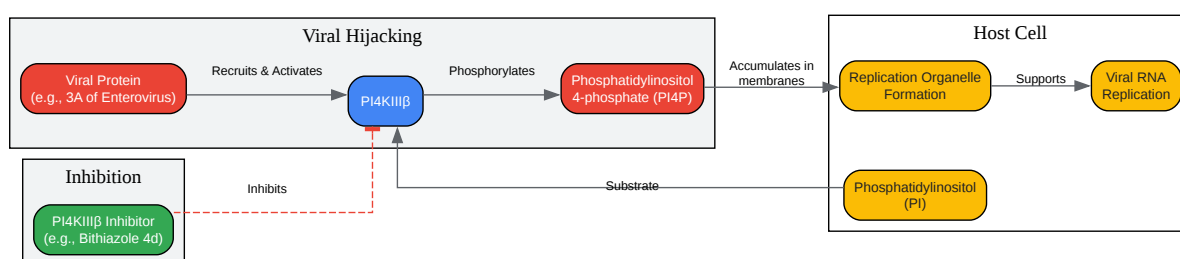 Viral Hijacking
Viral Protein
(e.g., 3A of Enterovirus)
Recruits & Activates
PI4KIIIβ
Phosphorylates
Phosphatidylinositol
4-phosphate (PI4P)
Accumulates in
membranes
Host Cell
Replication Organelle
Formation
Supports
Viral RNA
Replication
Phosphatidylinositol
(PI)
Substrate
Inhibition
PI4KIIIβ Inhibitor
(e.g., Bithiazole 4d)
Inhibits